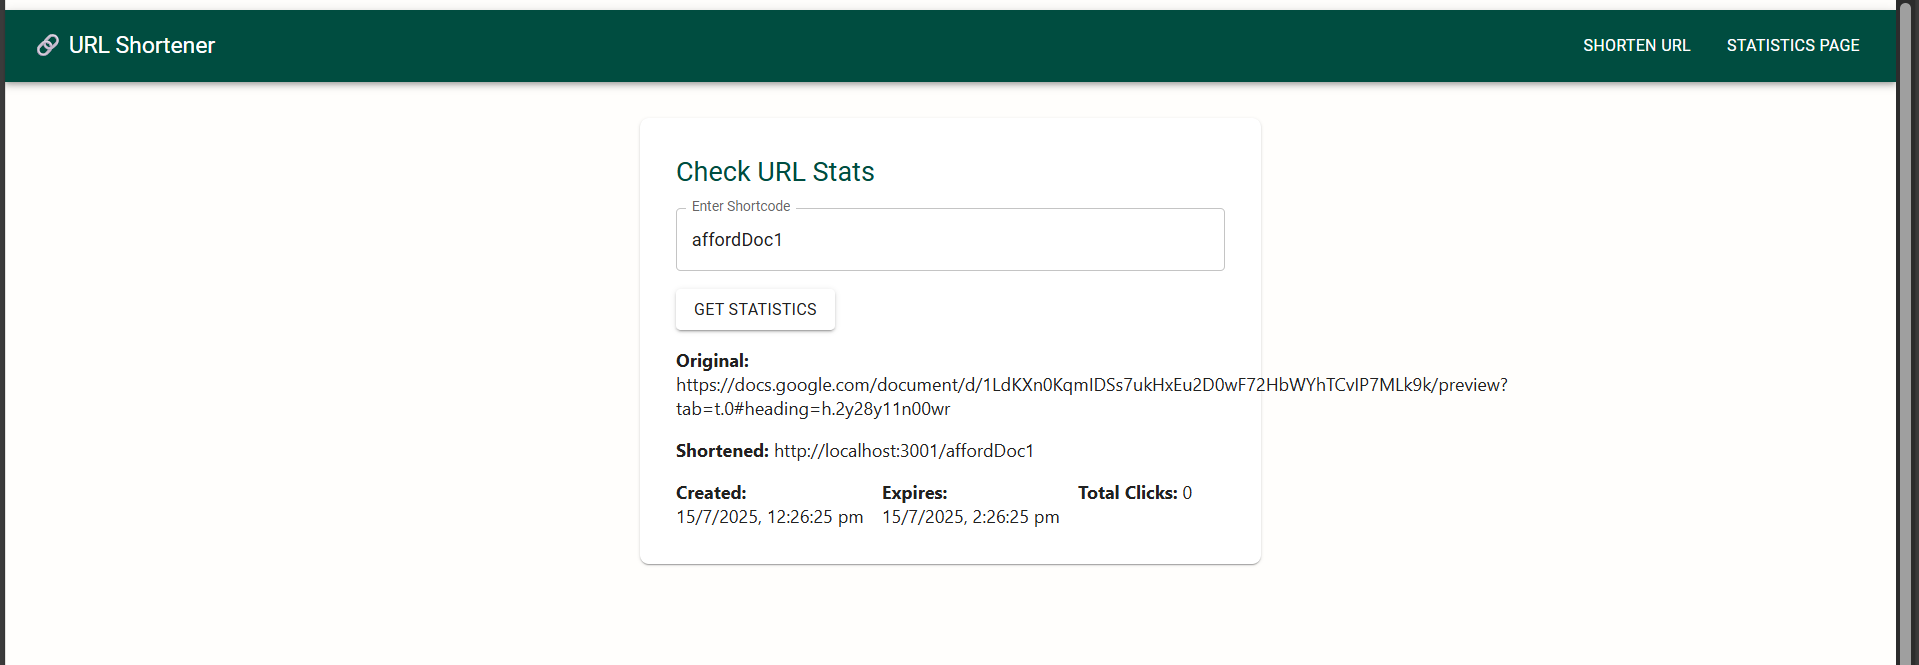 URL Shortener
SHORTEN URL
STATISTICS PAGE
Check URL Stats
Enter Shortcode
affordDoc1
GET STATISTICS
Original:
https://docs.google.com/document/d/1LdKXn0KqmIDSs7ukHxEu2D0wF72HbWYhTCvIP7MLk9k/preview?
tab=t.0#heading=h.2y28y11n00wr
Shortened: http://localhost:3001/affordDoc1
Created:
15/7/2025, 12:26:25 pm
Expires:
15/7/2025, 2:26:25 pm
Total Clicks: 0